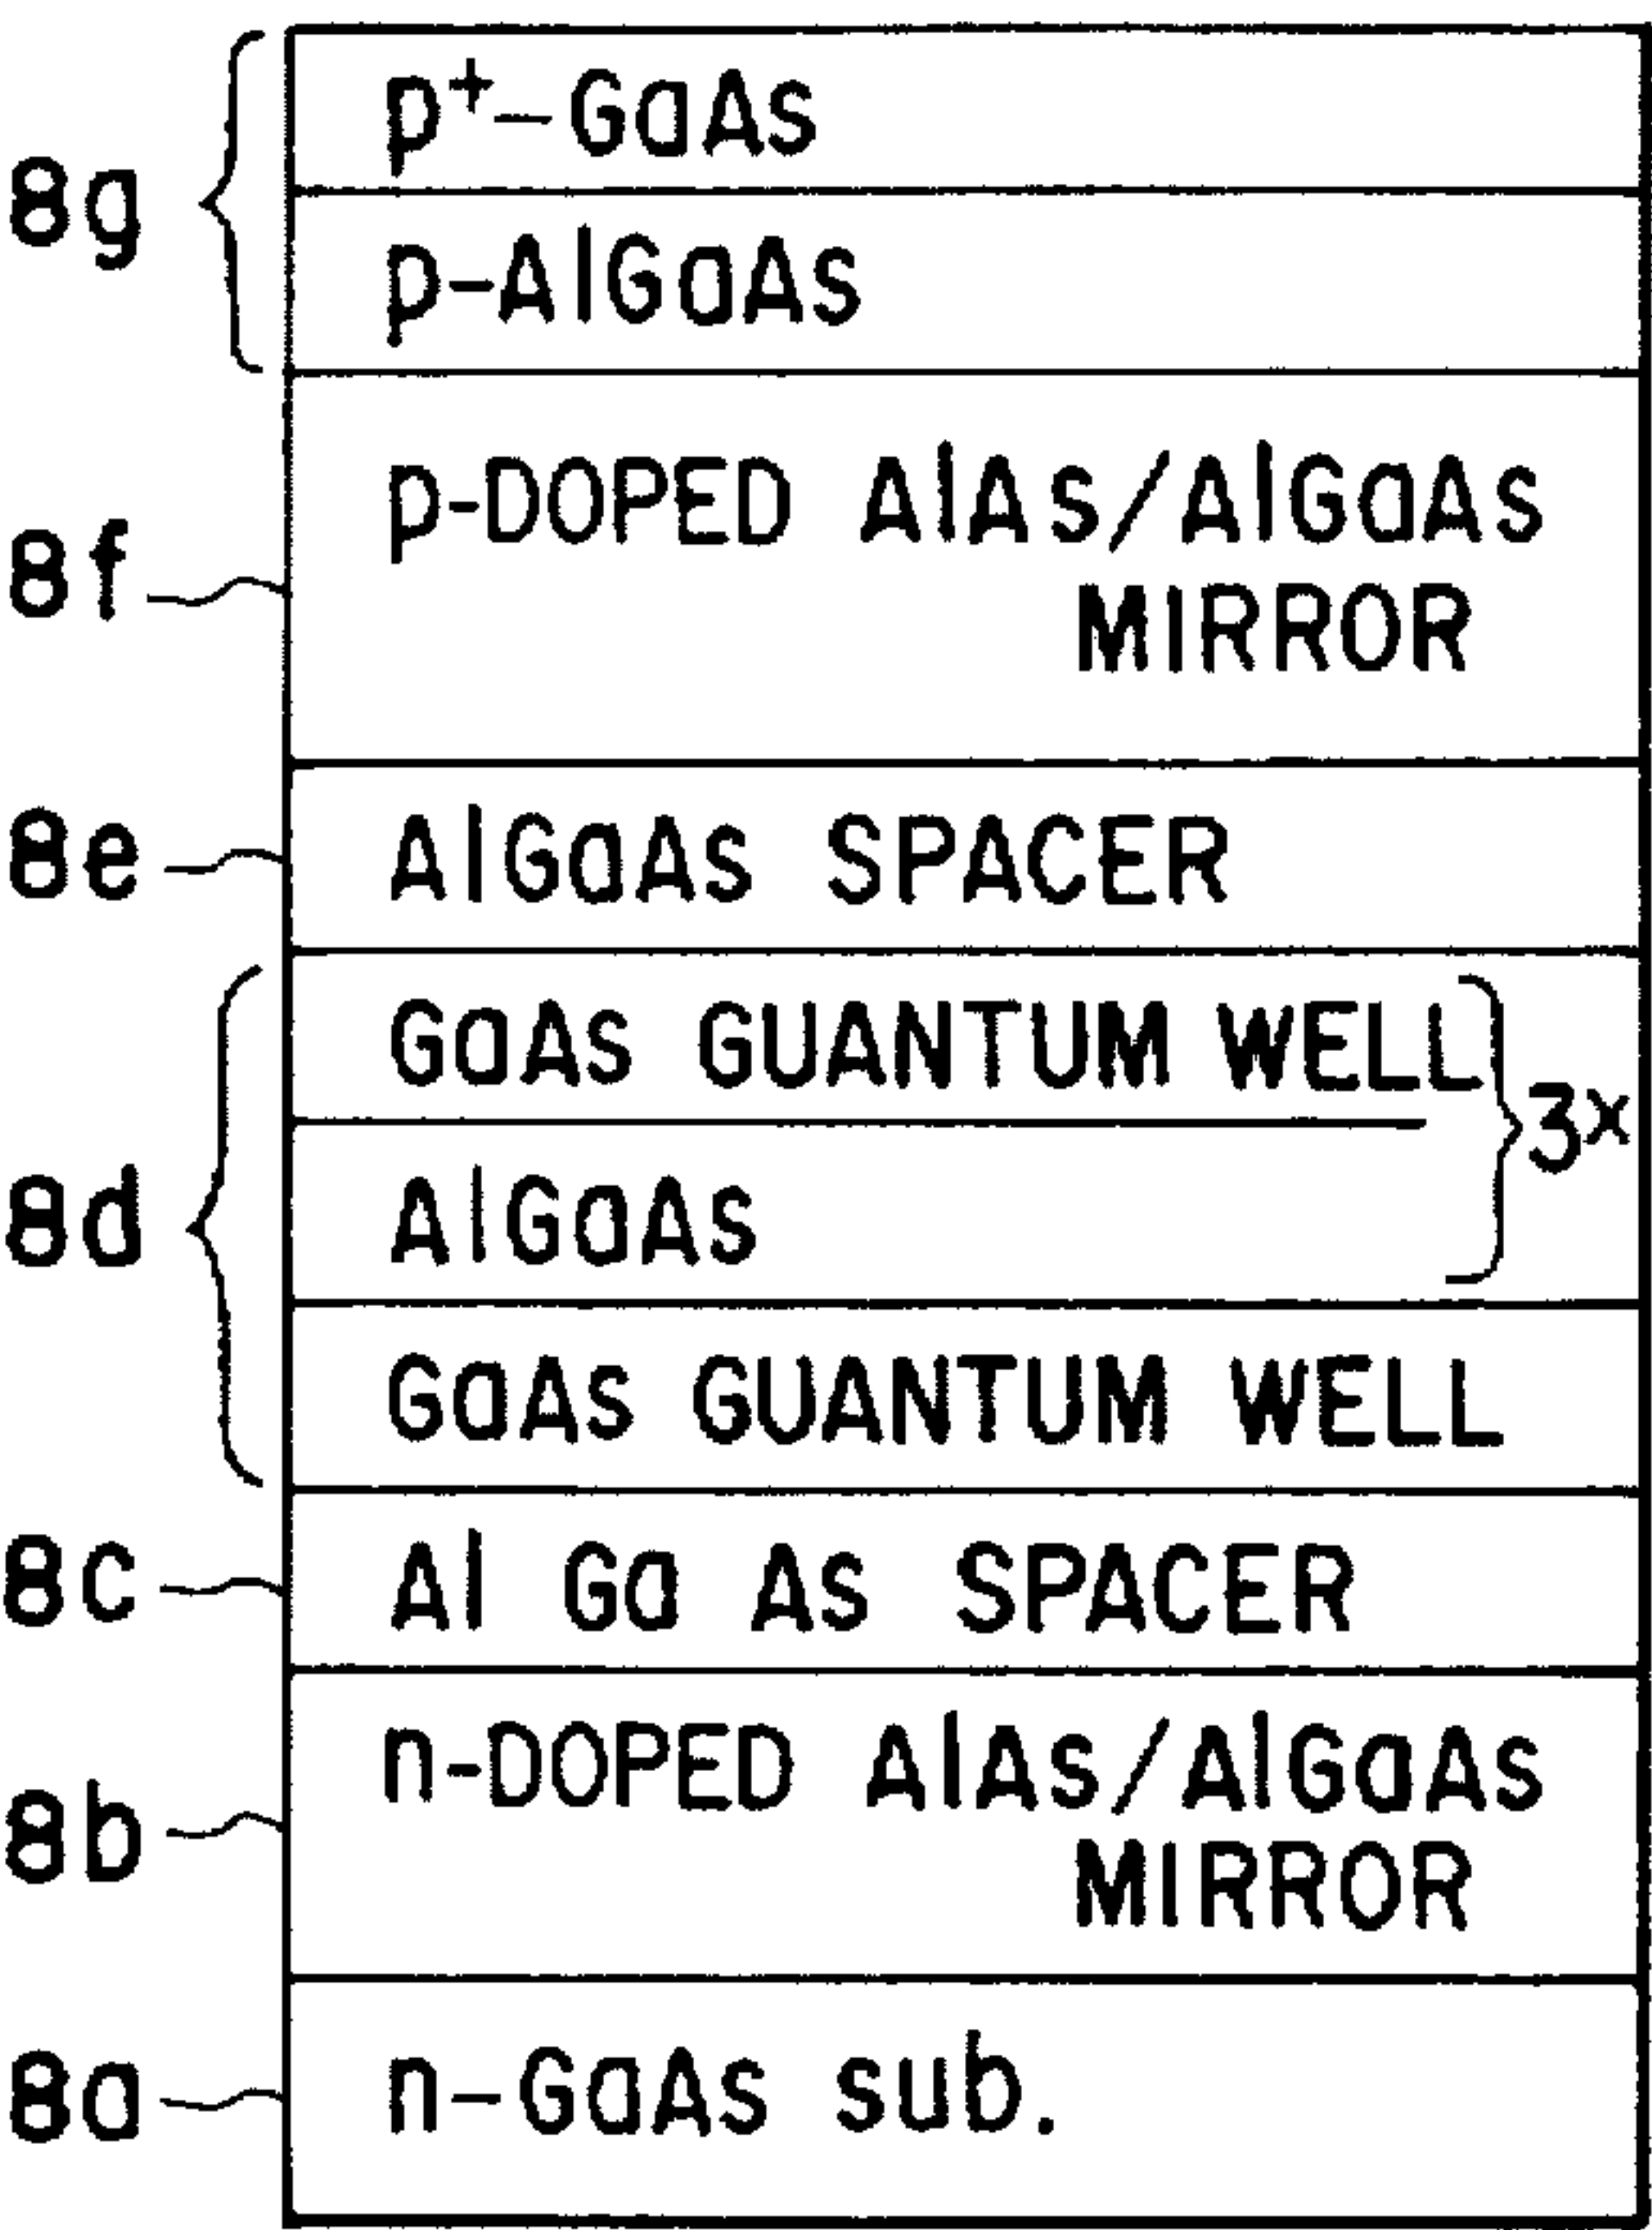 8g
p+-GaAs
p-AlGaAs
8f
p-DOPED AlAs/AlGaAs
MIRROR
8e
AlGaAs SPACER
8d
GaAs GUANTUM WELL
3x
AlGaAs
GaAs GUANTUM WELL
8c
Al Ga As SPACER
8b
n-DOPED AlAs/AlGaAs
MIRROR
8a
n-GaAs sub.